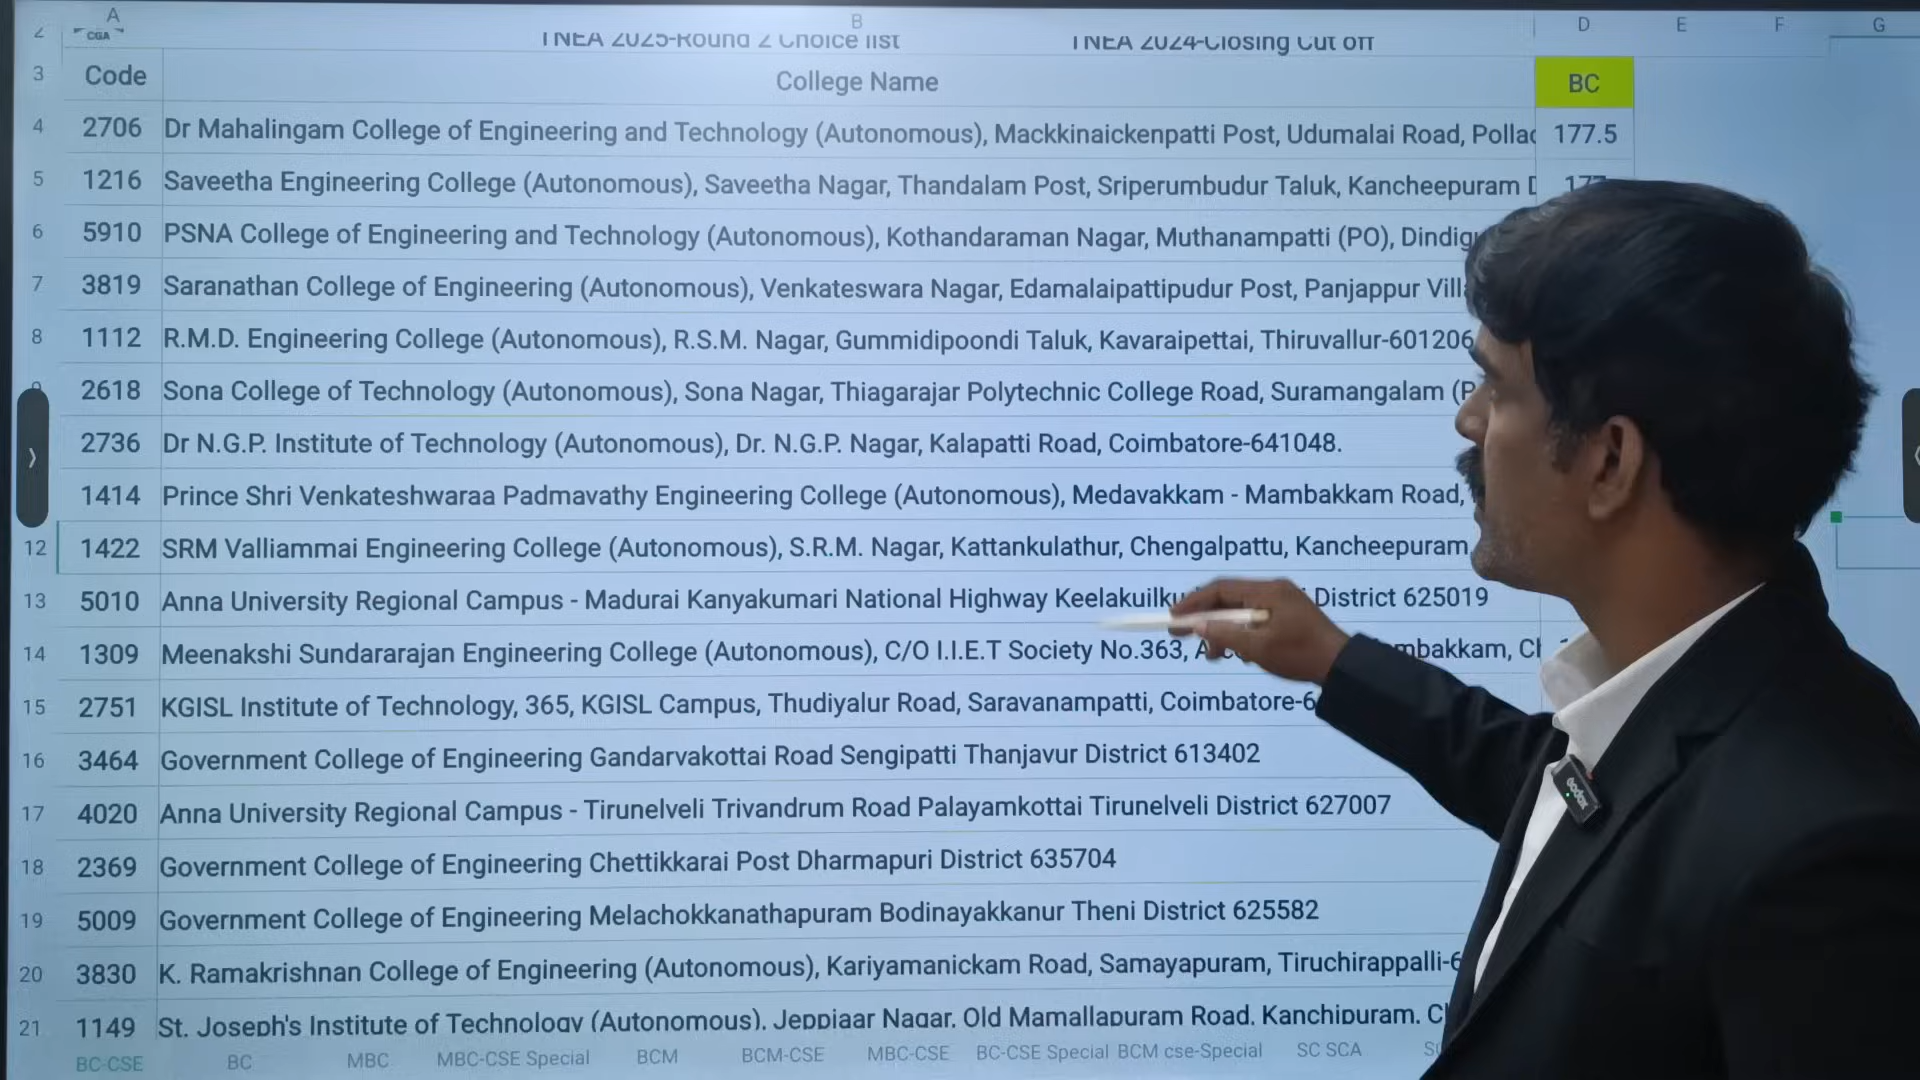 A B D E F G
2 CGA TNEA 2025-Round 2 Choice list TNEA 2024-Closing Cut off
3 Code College Name BC
4 2706 Dr Mahalingam College of Engineering and Technology (Autonomous), Mackkinaickenpatti Post, Udumalai Road, Pollac 177.5
5 1216 Saveetha Engineering College (Autonomous), Saveetha Nagar, Thandalam Post, Sriperumbudur Taluk, Kancheepuram
6 5910 PSNA College of Engineering and Technology (Autonomous), Kothandaraman Nagar, Muthanampatti (PO), Dindig
7 3819 Saranathan College of Engineering (Autonomous), Venkateswara Nagar, Edamalaipattipudur Post, Panjappur Vill
8 1112 R.M.D. Engineering College (Autonomous), R.S.M. Nagar, Gummidipoondi Taluk, Kavaraipettai, Thiruvallur-601206
2618 Sona College of Technology (Autonomous), Sona Nagar, Thiagarajar Polytechnic College Road, Suramangalam (P
2736 Dr N.G.P. Institute of Technology (Autonomous), Dr. N.G.P. Nagar, Kalapatti Road, Coimbatore-641048.
1414 Prince Shri Venkateshwaraa Padmavathy Engineering College (Autonomous), Medavakkam - Mambakkam Road,
12 1422 SRM Valliammai Engineering College (Autonomous), S.R.M. Nagar, Kattankulathur, Chengalpattu, Kancheepuram
13 5010 Anna University Regional Campus - Madurai Kanyakumari National Highway Keelakuilku District 625019
14 1309 Meenakshi Sundararajan Engineering College (Autonomous), C/O I.I.E.T Society No.363, mbakkam, Ch
15 2751 KGISL Institute of Technology, 365, KGISL Campus, Thudiyalur Road, Saravanampatti, Coimbatore-6
16 3464 Government College of Engineering Gandarvakottai Road Sengipatti Thanjavur District 613402
17 4020 Anna University Regional Campus - Tirunelveli Trivandrum Road Palayamkottai Tirunelveli District 627007
18 2369 Government College of Engineering Chettikkarai Post Dharmapuri District 635704
19 5009 Government College of Engineering Melachokkanathapuram Bodinayakkanur Theni District 625582
20 3830 K. Ramakrishnan College of Engineering (Autonomous), Kariyamanickam Road, Samayapuram, Tiruchirappalli-6
21 1149 St. Joseph's Institute of Technology (Autonomous), Jeppiaar Nagar, Old Mamallapuram Road, Kanchipuram, C
BC-CSE BC MBC MBC-CSE Special BCM BCM-CSE MBC-CSE BC-CSE Special BCM cse-Special SC SCA
Godox